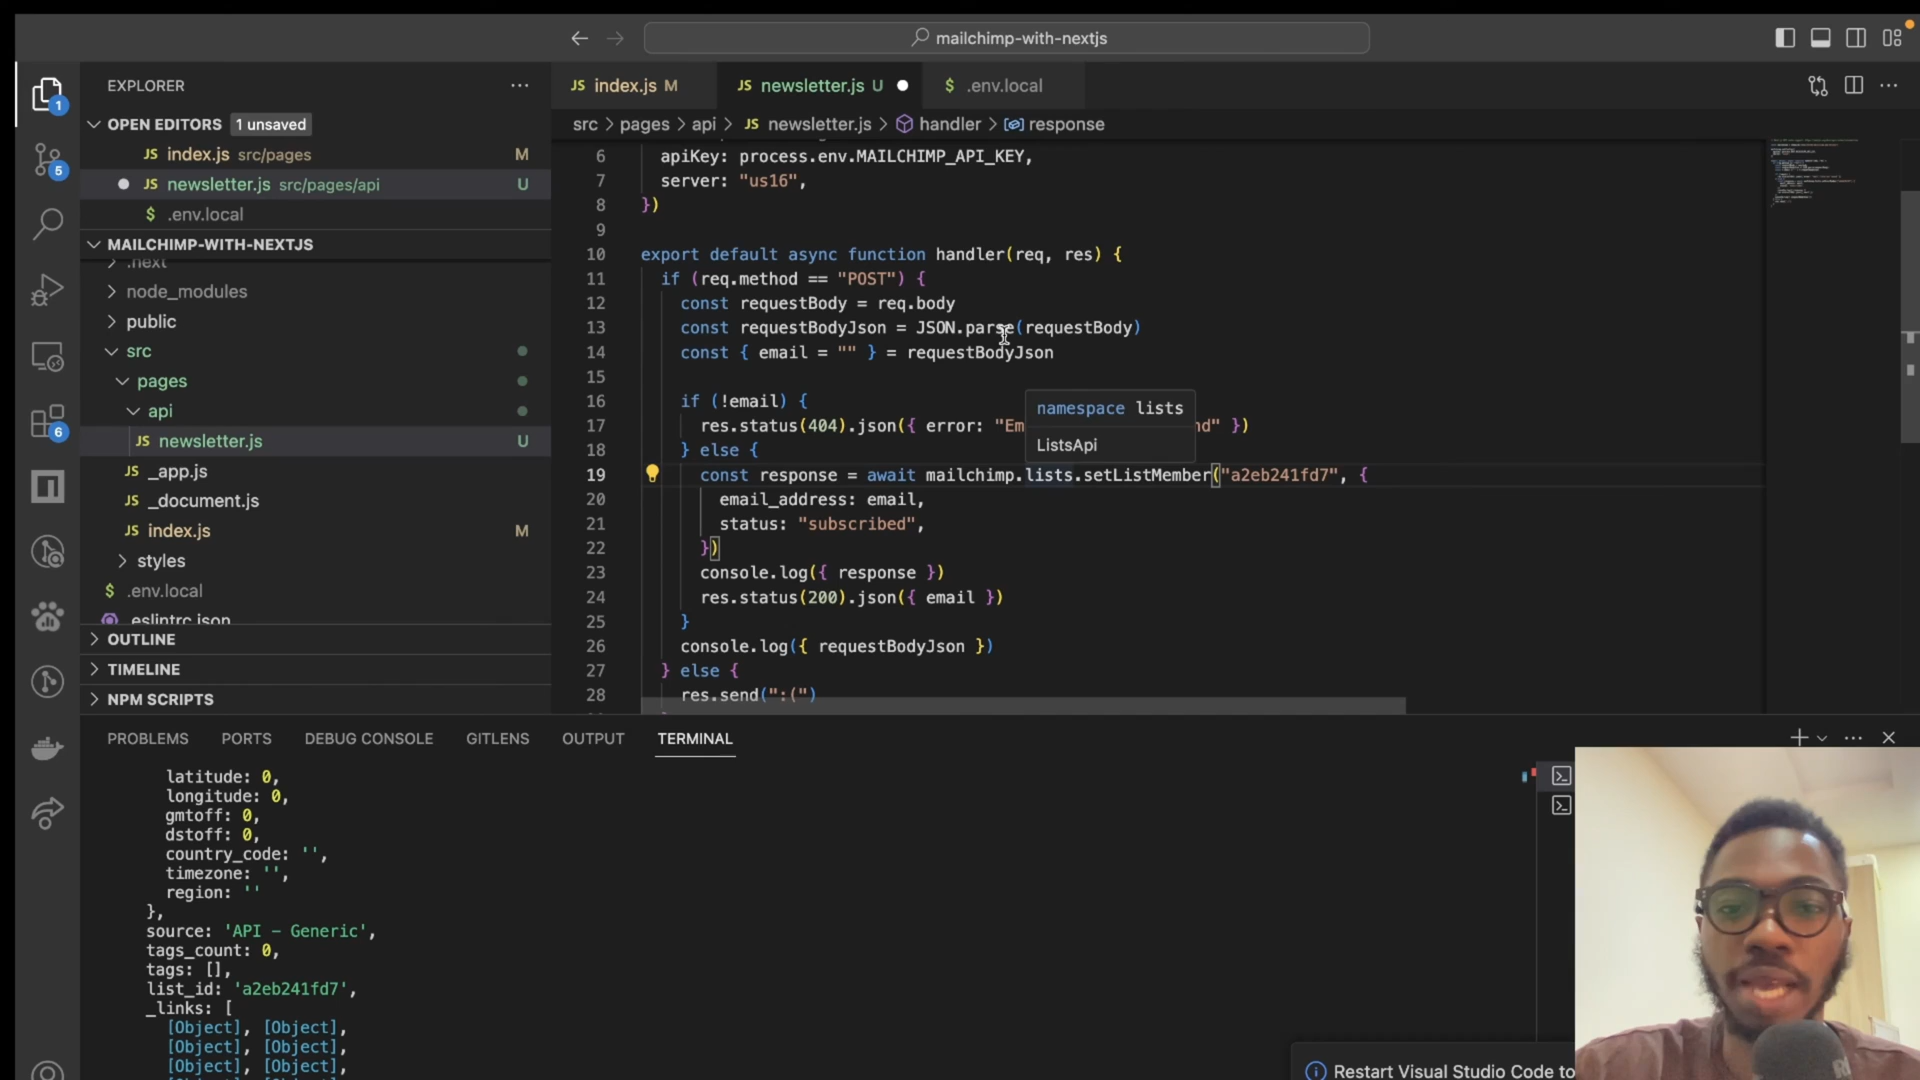 mailchimp-with-nextjs
EXPLORER
OPEN EDITORS 1 unsaved
JS index.js src/pages M
JS newsletter.js src/pages/api U
$ .env.local
MAILCHIMP-WITH-NEXTJS
.next
node_modules
public
src
pages
api
JS newsletter.js U
JS _app.js
JS _document.js
JS index.js M
styles
$ .env.local
eslintrc.json
OUTLINE
TIMELINE
NPM SCRIPTS
1
5
6
JS index.js M
JS newsletter.js U
$ .env.local
src > pages > api > JS newsletter.js > handler > response
6 apiKey: process.env.MAILCHIMP_API_KEY,
7 server: "us16",
8 })
9
10 export default async function handler(req, res) {
11 if (req.method == "POST") {
12 const requestBody = req.body
13 const requestBodyJson = JSON.parse(requestBody)
14 const { email = "" } = requestBodyJson
15
16 if (!email) {
17 res.status(404).json({ error: "Em nd" })
18 } else {
19 const response = await mailchimp.lists.setListMember("a2eb241fd7", {
20 email_address: email,
21 status: "subscribed",
22 })
23 console.log({ response })
24 res.status(200).json({ email })
25 }
26 console.log({ requestBodyJson })
27 } else {
28 res.send(":(")
namespace lists
ListsApi
PROBLEMS PORTS DEBUG CONSOLE GITLENS OUTPUT TERMINAL
latitude: 0,
longitude: 0,
gmtoff: 0,
dstoff: 0,
country_code: '',
timezone: '',
region: ''
},
source: 'API - Generic',
tags_count: 0,
tags: [],
list_id: 'a2eb241fd7',
_links: [
[Object], [Object],
[Object], [Object],
[Object], [Object],
Restart Visual Studio Code to